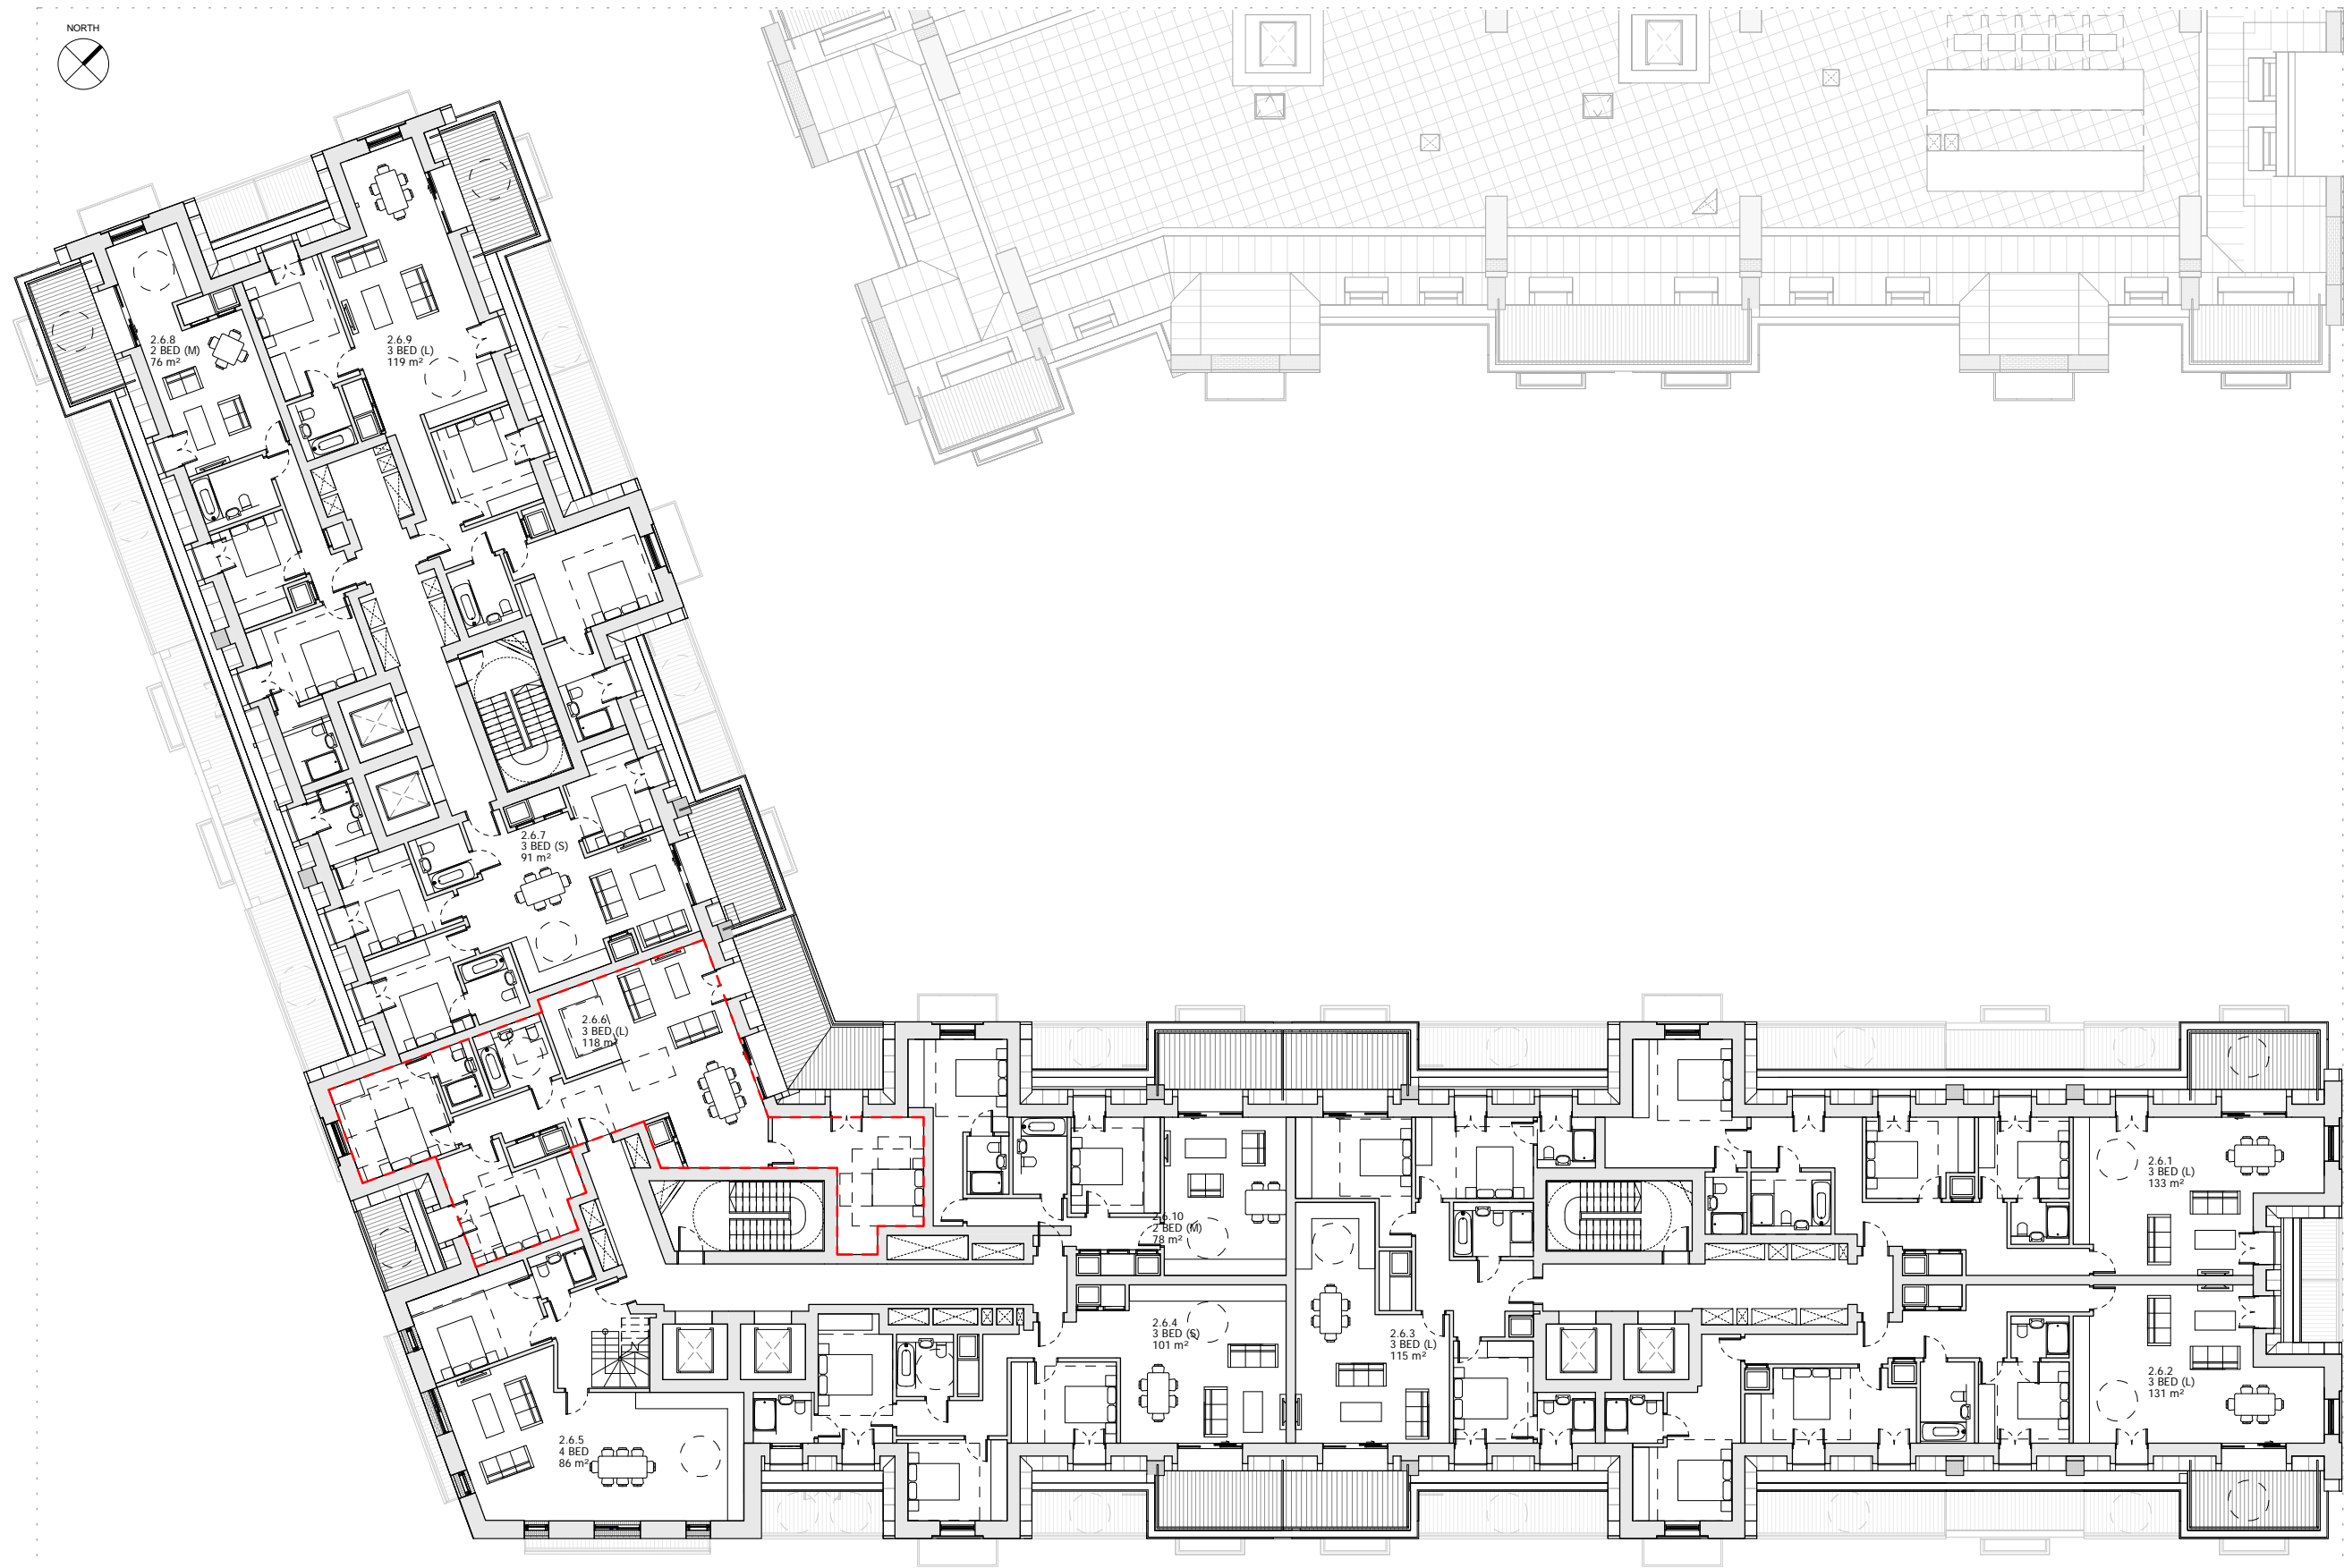 NORTH
2.6.8
2 BED (M)
76 m²
2.6.9
3 BED (L)
119 m²
2.6.7
3 BED (S)
91 m²
2.6.6
3 BED (L)
118 m²
2.6.10
2 BED (M)
78 m²
2.6.1
3 BED (L)
133 m²
2.6.4
3 BED (S)
101 m²
2.6.3
3 BED (L)
115 m²
2.6.2
3 BED (L)
131 m²
2.6.5
4 BED
86 m²